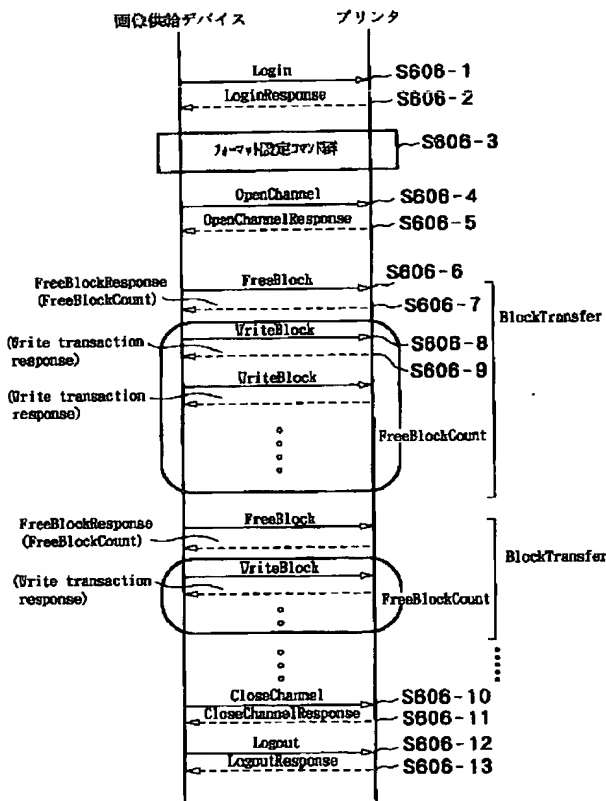 画像供給デバイス プリンタ
Login S606-1
LoginResponse S606-2
フォーマット設定コマンド群 S606-3
OpenChannel S606-4
OpenChannelResponse S606-5
FreeBlock S606-6
FreeBlockResponse
(FreeBlockCount) S606-7
BlockTransfer
WriteBlock S606-8
(Write transaction
response) S606-9
WriteBlock
(Write transaction
response)
FreeBlockCount
FreeBlockResponse
(FreeBlockCount) FreeBlock
BlockTransfer
WriteBlock
(Write transaction
response)
FreeBlockCount
CloseChannel S606-10
CloseChannelResponse S606-11
Logout S606-12
LogoutResponse S606-13